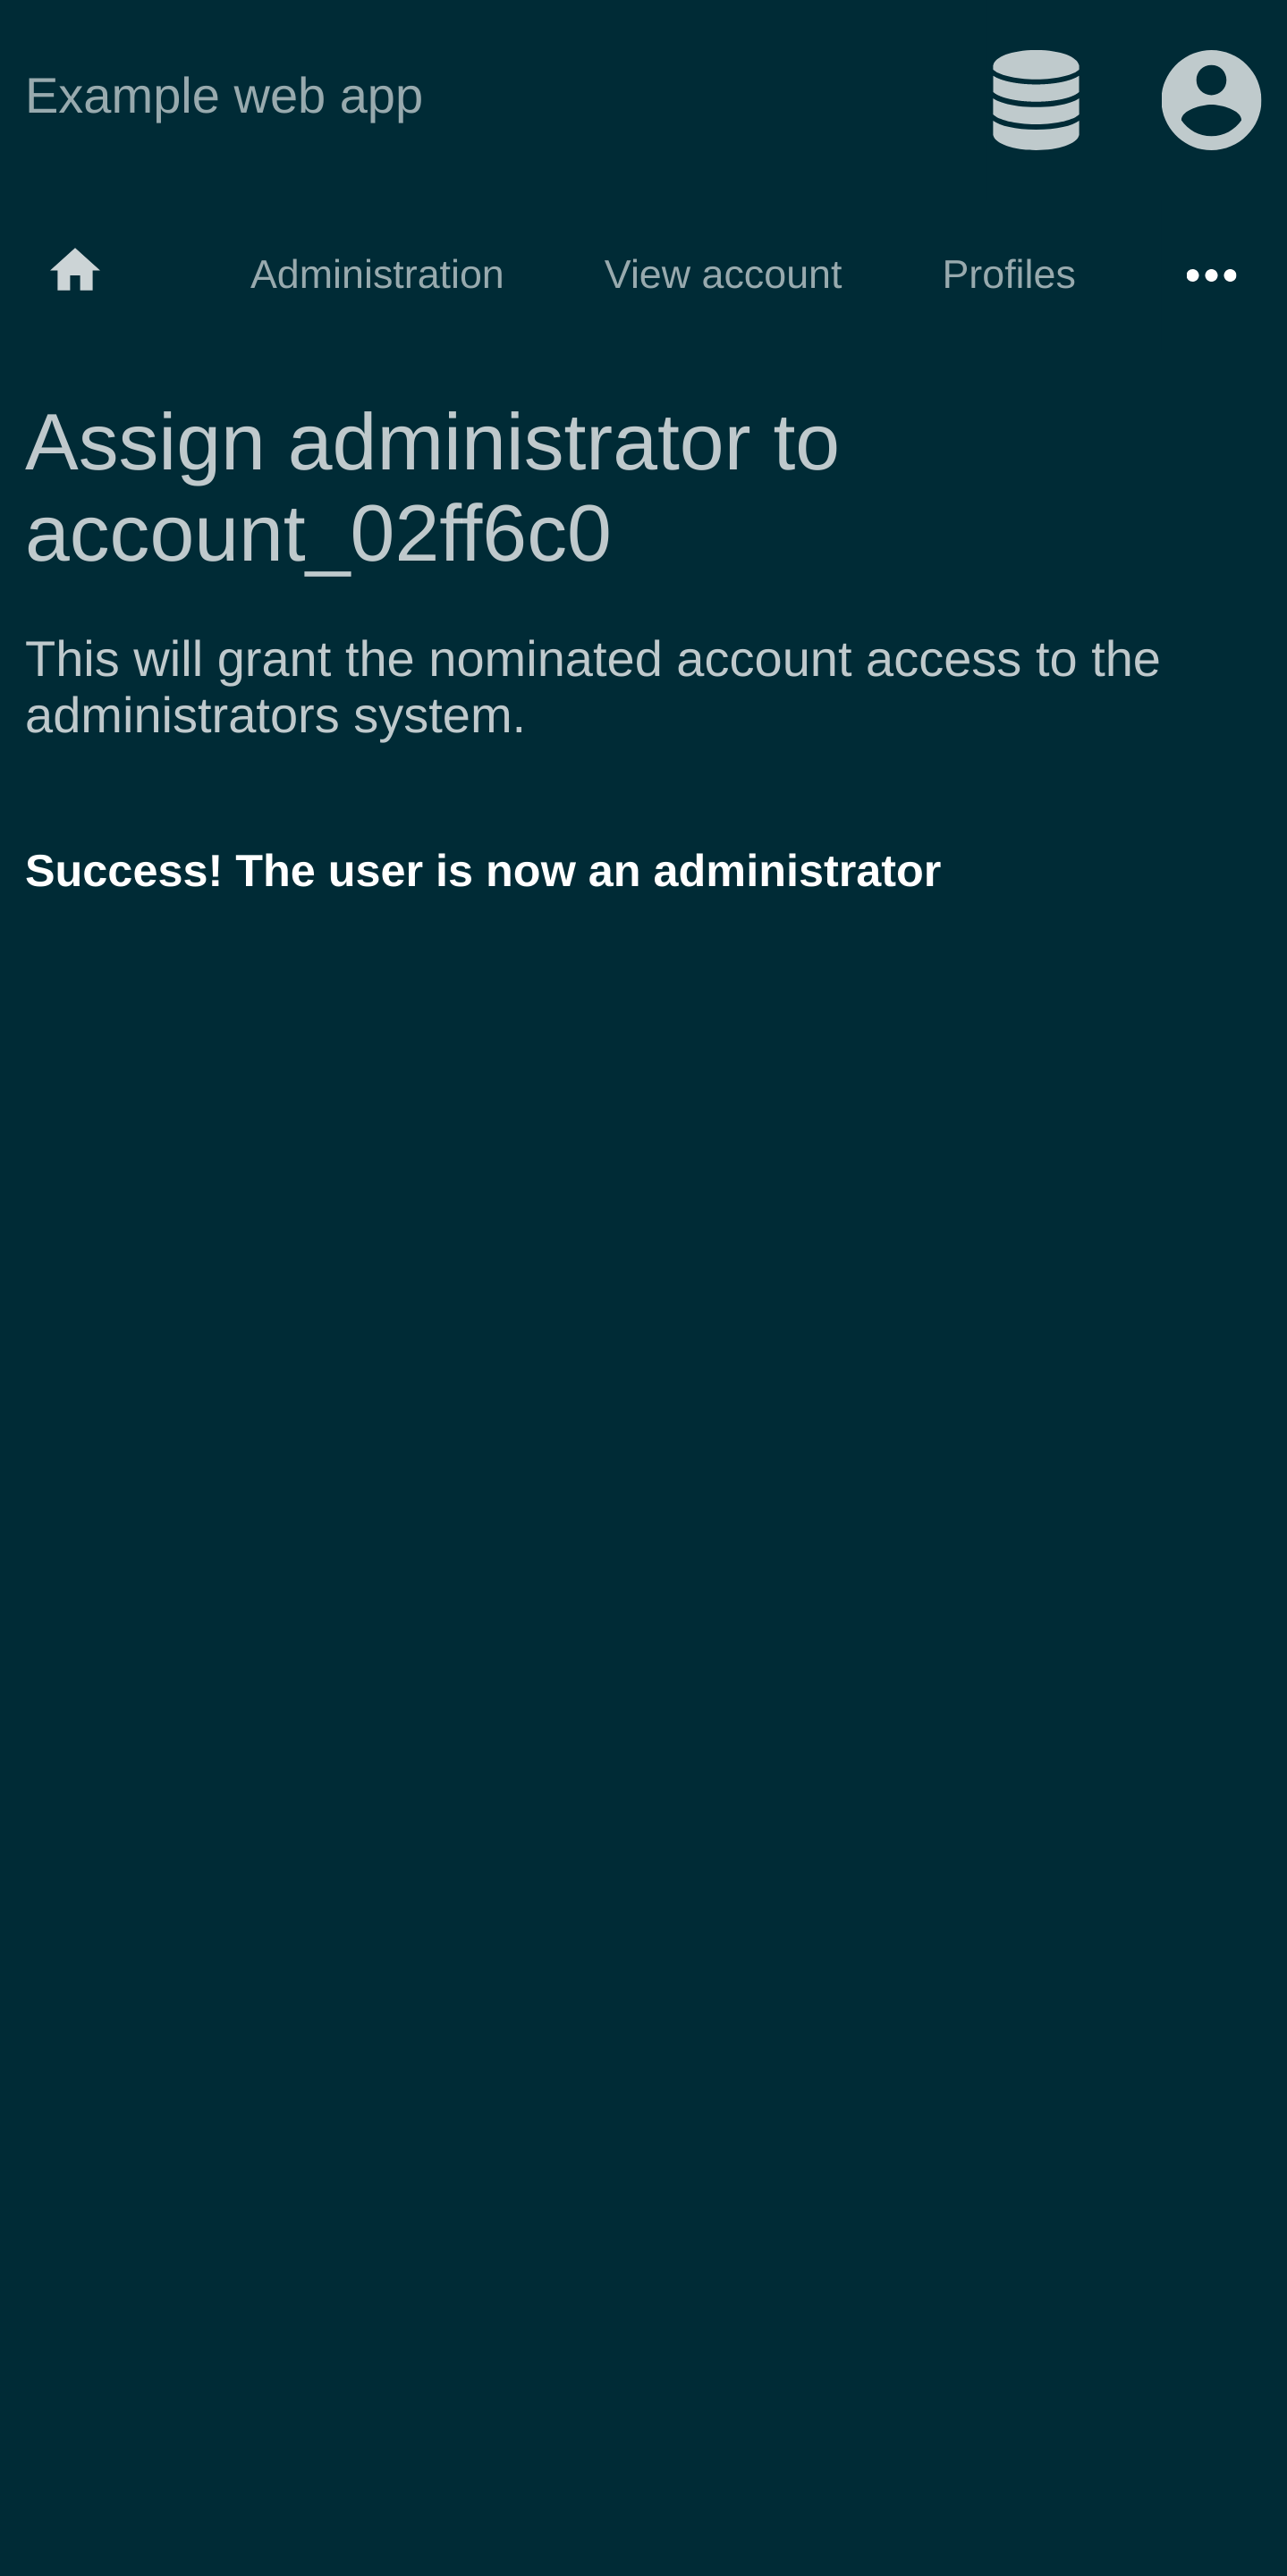 Example web app
Administration
View account
Profiles
Assign administrator to
account_02ff6c0
This will grant the nominated account access to the
administrators system.
Success! The user is now an administrator